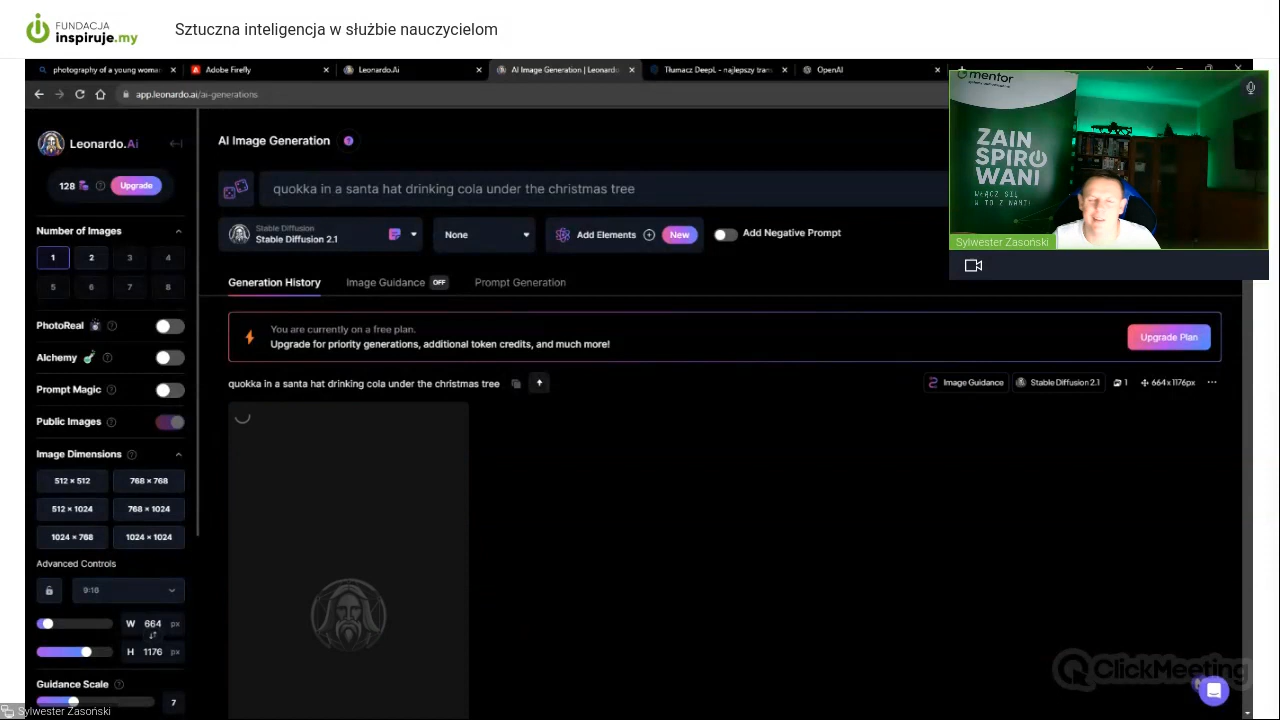 FUNDACJA
inspiruje.my
Sztuczna inteligencja w służbie nauczycielom
photography of a young woman
Adobe Firefly
Leonardo.Ai
AI Image Generation | Leonardo
Tłumacz DeepL - najlepszy tran
OpenAI
app.leonardo.ai/ai-generations
mentor
ZAIN
SPIRO
WANI
WŁĄCZ SIĘ
W TO Z NAMI!
Sylwester Zasoński
Leonardo.Ai
128
Upgrade
Number of Images
1 2 3 4
5 6 7 8
PhotoReal
Alchemy
Prompt Magic
Public Images
Image Dimensions
512 × 512
768 × 768
512 × 1024
768 × 1024
1024 × 768
1024 × 1024
Advanced Controls
9:16
W 664 px
H 1176 px
Guidance Scale
7
AI Image Generation
quokka in a santa hat drinking cola under the christmas tree
Stable Diffusion
Stable Diffusion 2.1
None
Add Elements
New
Add Negative Prompt
Generation History
Image Guidance OFF
Prompt Generation
You are currently on a free plan.
Upgrade for priority generations, additional token credits, and much more!
Upgrade Plan
quokka in a santa hat drinking cola under the christmas tree
Image Guidance
Stable Diffusion 2.1
1
664 x 1176px
ClickMeeting
Sylwester Zasoński